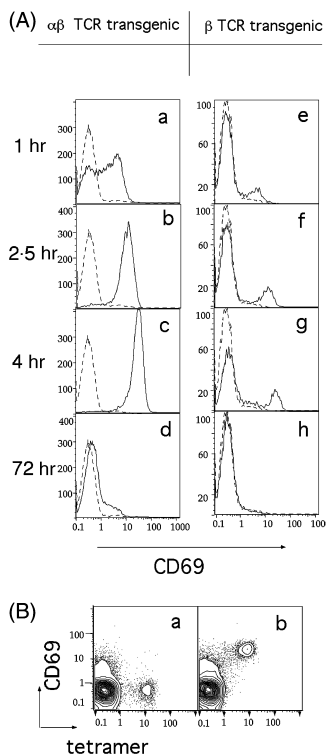 (A) αβ TCR transgenic β TCR transgenic
1 hr
300
200
100
a
100
60
20
e
2·5 hr
400
300
200
100
b
100
60
20
f
4 hr
300
200
100
c
100
60
20
g
72 hr
400
300
200
100
d
100
60
20
h
0.1 1 10 100 1000 0.1 1 10 100 100
CD69
(B)
CD69
100
10
1
0.1
a
b
0.1 1 10 100 0.1 1 10 100
tetramer